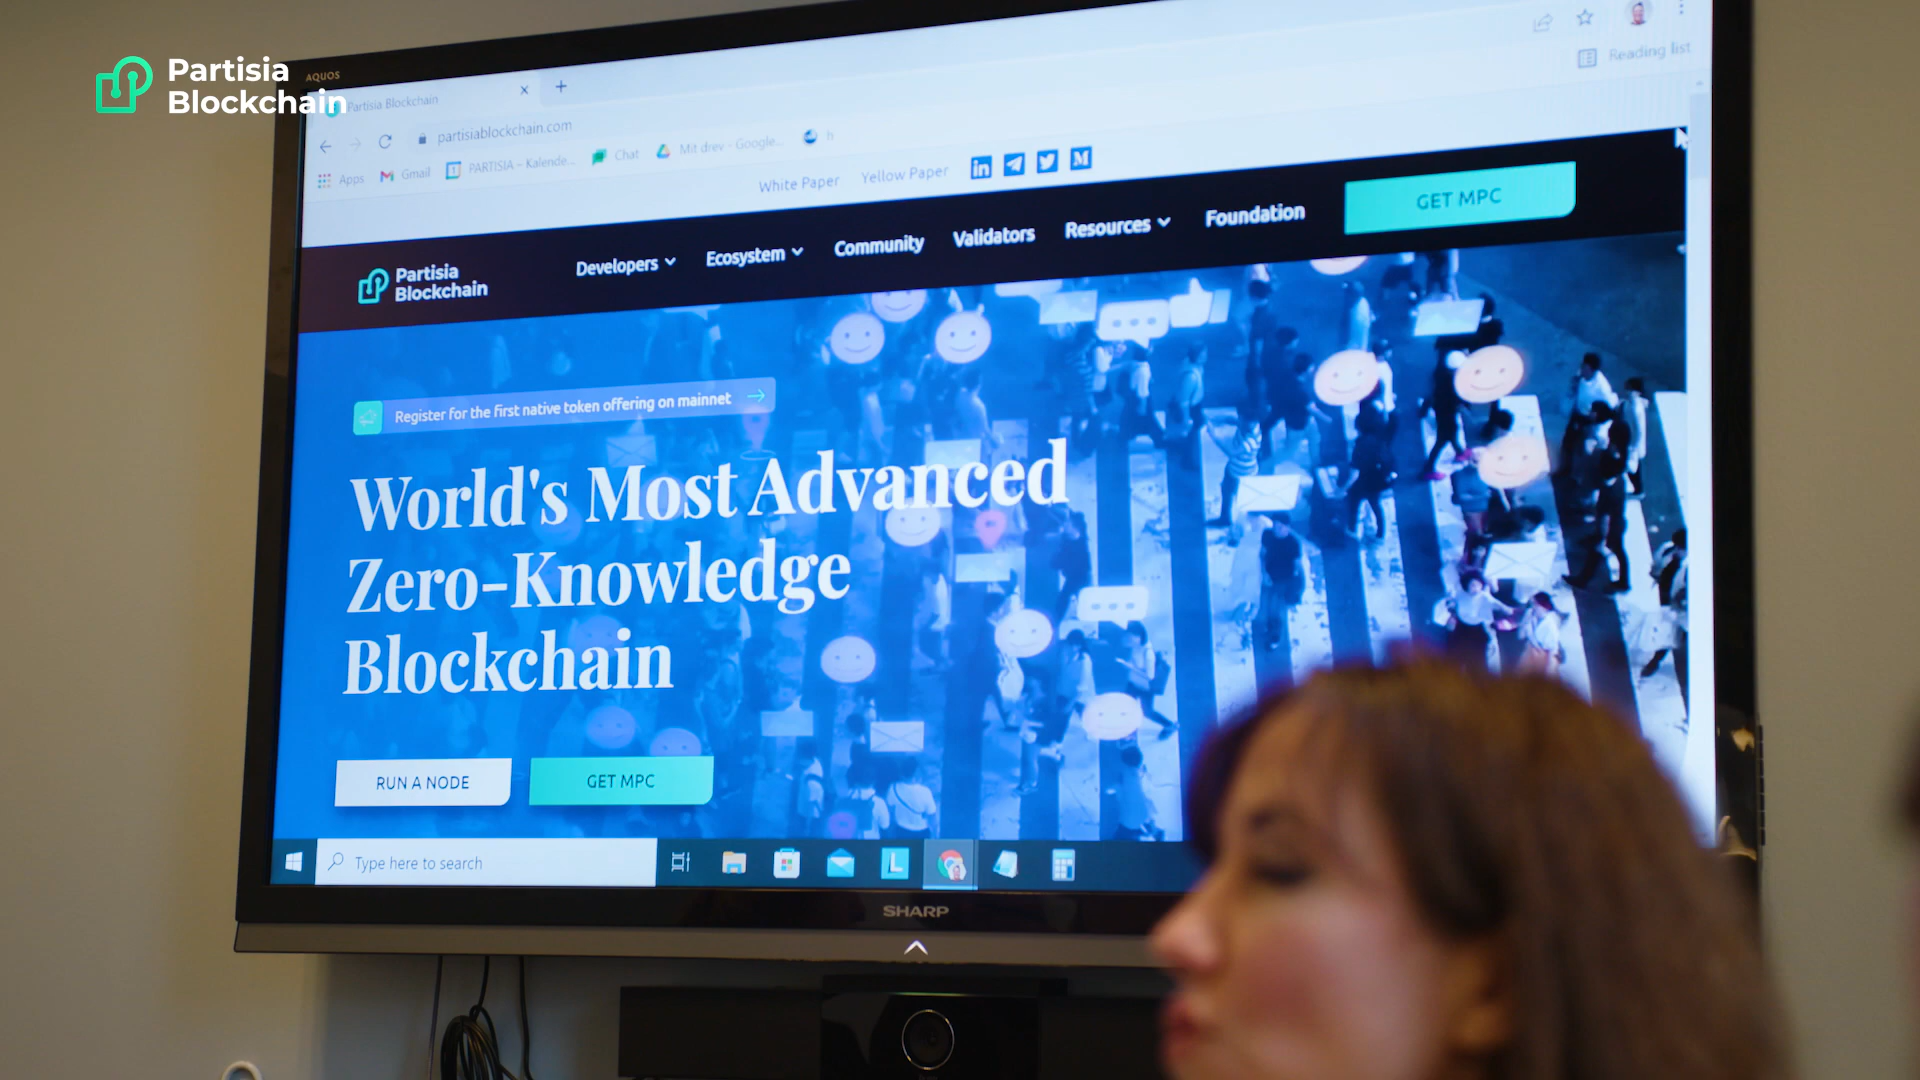 Partisia
Blockchain
AQUOS
Partisia Blockchain
partisiablockchain.com
Reading list
Apps
Gmail
PARTISIA – Kalende...
Chat
Mit drev - Google...
h
White Paper
Yellow Paper
in
M
Partisia
Blockchain
Developers
Ecosystem
Community
Validators
Resources
Foundation
GET MPC
Register for the first native token offering on mainnet
World's Most Advanced
Zero-Knowledge
Blockchain
RUN A NODE
GET MPC
Type here to search
L
SHARP